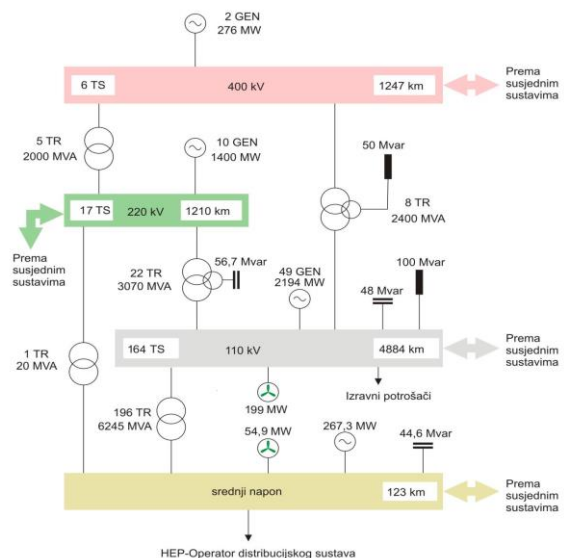 2 GEN
276 MW
6 TS
400 kV
1247 km
Prema
susjednim
sustavima
5 TR
2000 MVA
10 GEN
1400 MW
50 Mvar
8 TR
2400 MVA
17 TS
220 kV
1210 km
Prema
susjednim
sustavima
22 TR
3070 MVA
56,7 Mvar
49 GEN
2194 MW
48 Mvar
100 Mvar
1 TR
20 MVA
164 TS
110 kV
4884 km
Prema
susjednim
sustavima
Izravni potrošači
196 TR
6245 MVA
199 MW
54,9 MW
267,3 MW
44,6 Mvar
srednji napon
123 km
Prema
susjednim
sustavima
HEP-Operator distribucijskog sustava